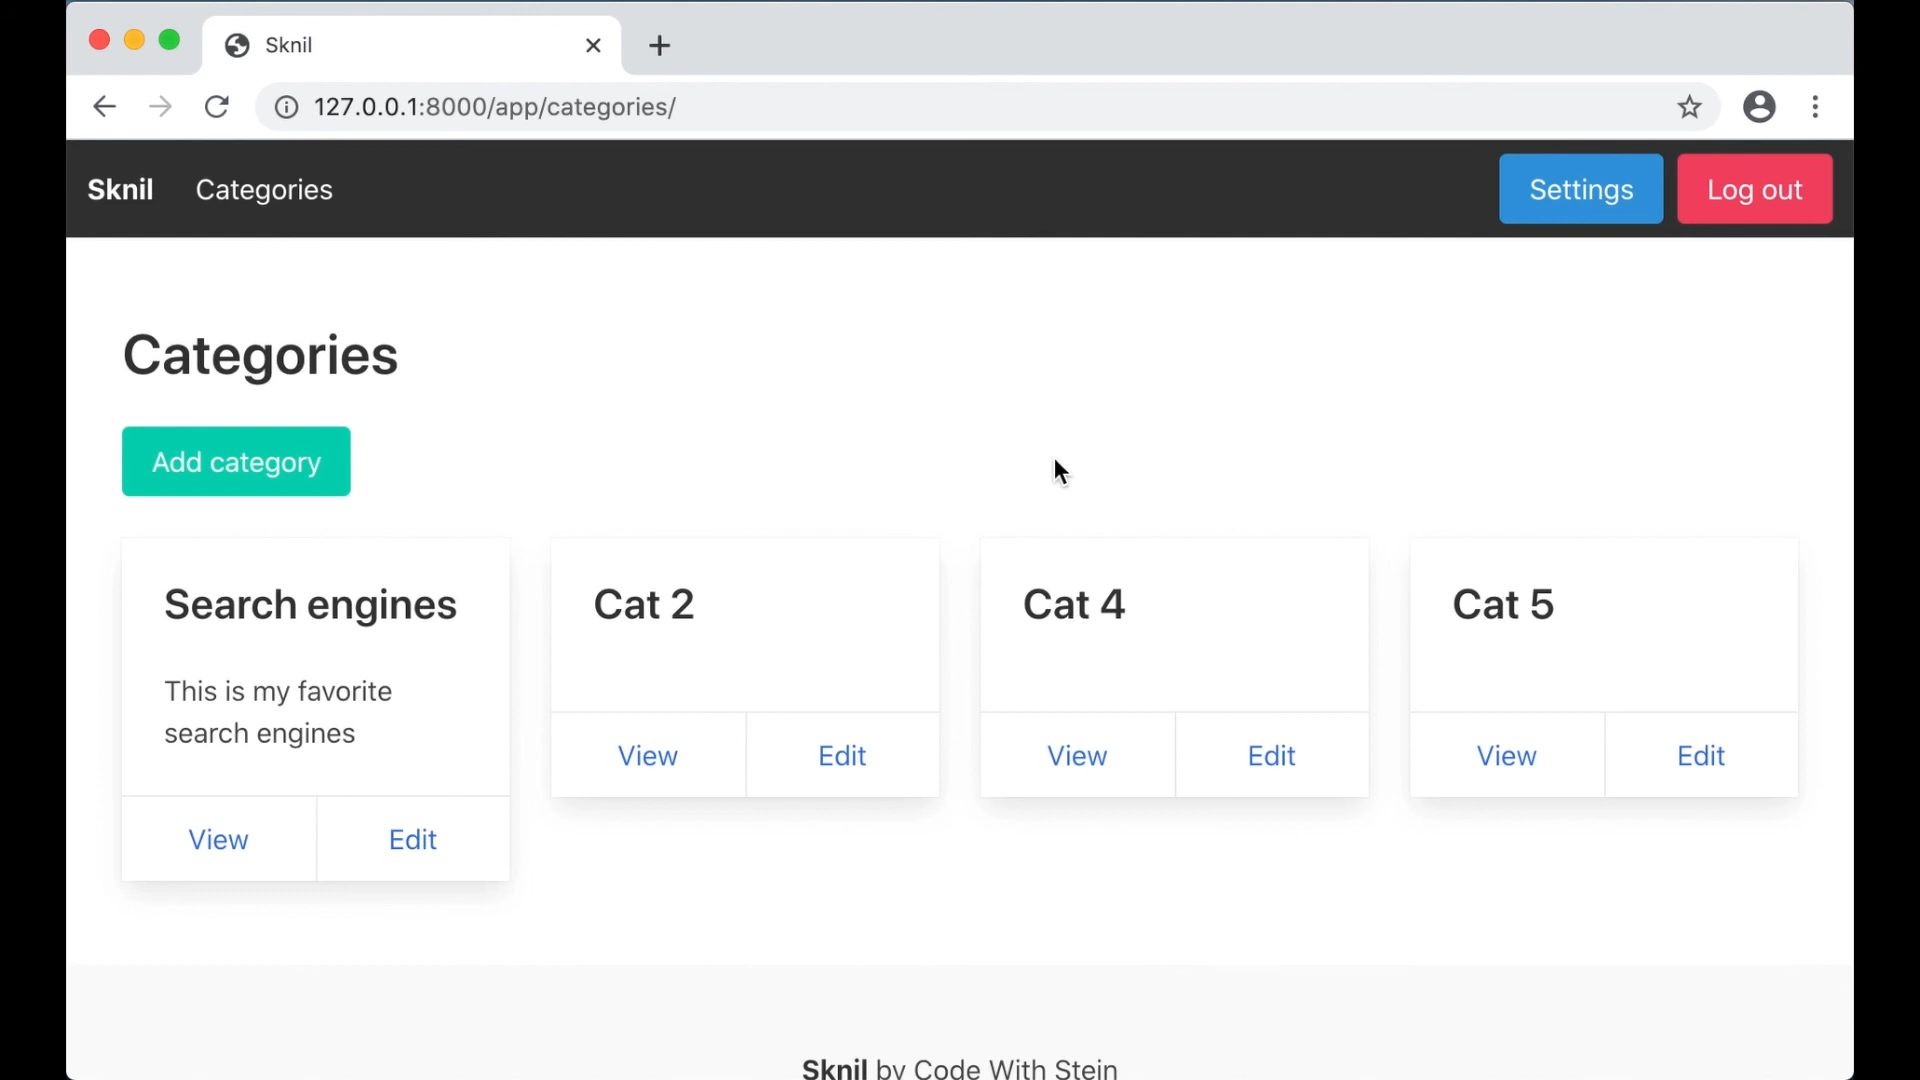 Sknil
127.0.0.1:8000/app/categories/
Sknil Categories Settings Log out
Categories
Add category
Search engines
This is my favorite
search engines
View Edit
Cat 2
View Edit
Cat 4
View Edit
Cat 5
View Edit
Sknil by Code With Stein